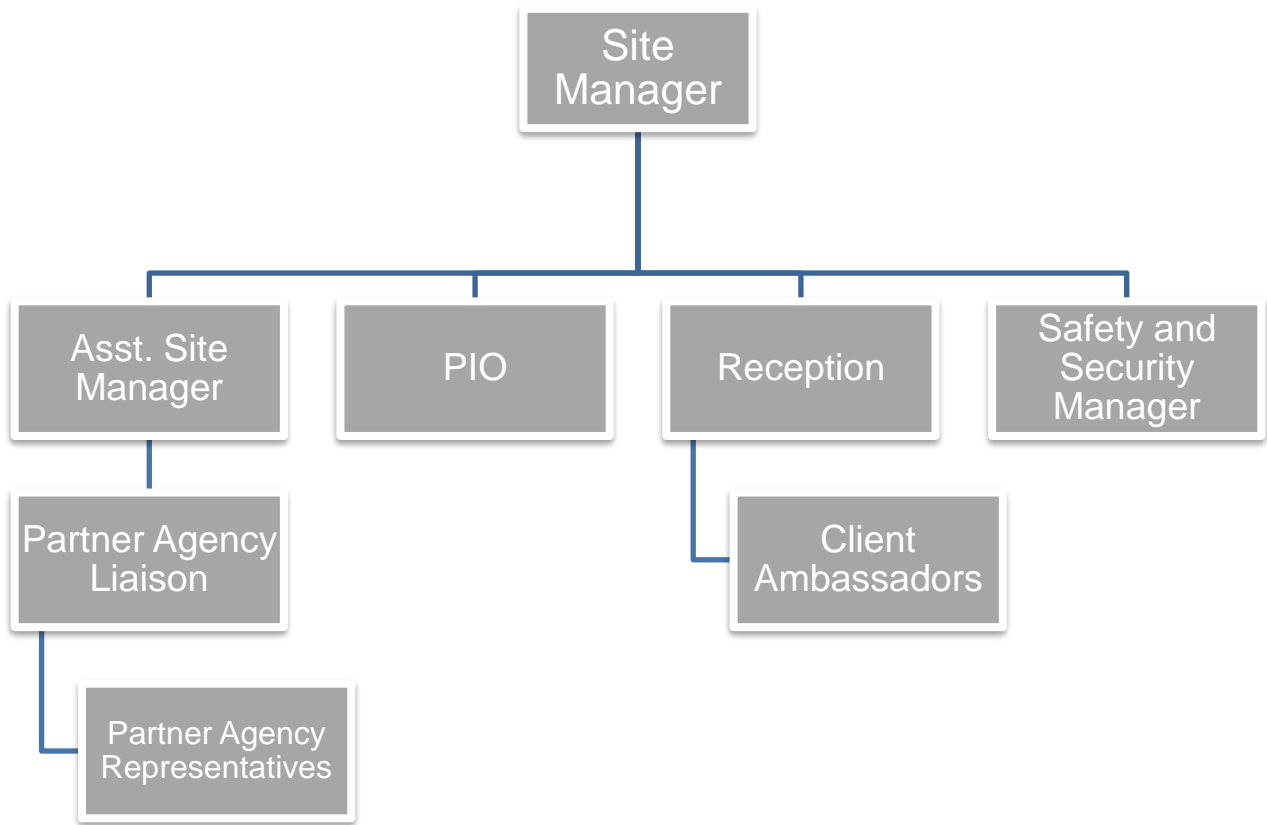 Site
Manager
Asst. Site
Manager
PIO
Reception
Safety and
Security
Manager
Partner Agency
Liaison
Client
Ambassadors
Partner Agency
Representatives